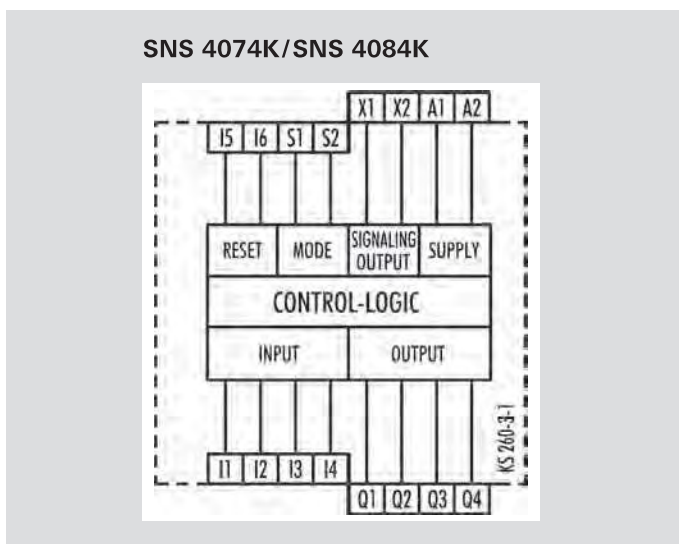 SNS 4074K/SNS 4084K
X1 X2 A1 A2
I5 I6 S1 S2
RESET MODE SIGNALING OUTPUT SUPPLY
CONTROL-LOGIC
INPUT OUTPUT
KS 260-3-1
I1 I2 I3 I4
Q1 Q2 Q3 Q4